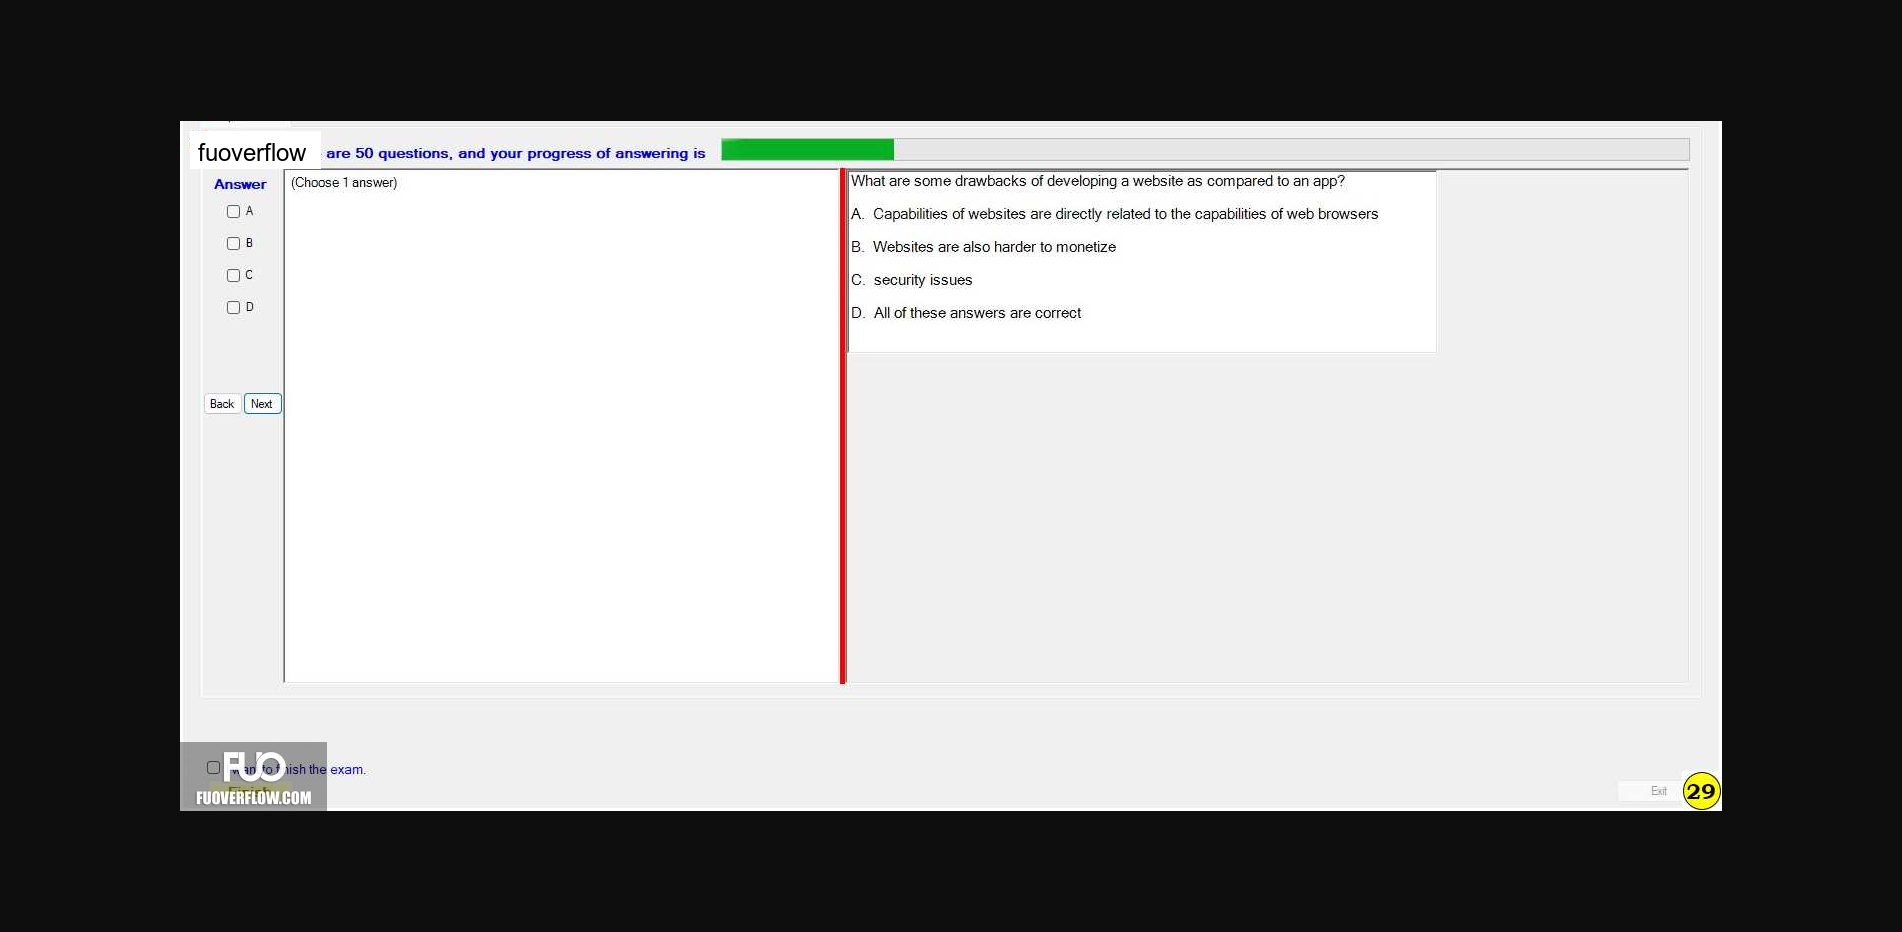 fuoverflow are 50 questions, and your progress of answering is
Answer
A
B
C
D
Back Next
(Choose 1 answer)
What are some drawbacks of developing a website as compared to an app?
A. Capabilities of websites are directly related to the capabilities of web browsers
B. Websites are also harder to monetize
C. security issues
D. All of these answers are correct
FUO
want to finish the exam.
Finish
FUOVERFLOW.COM
Exit
29